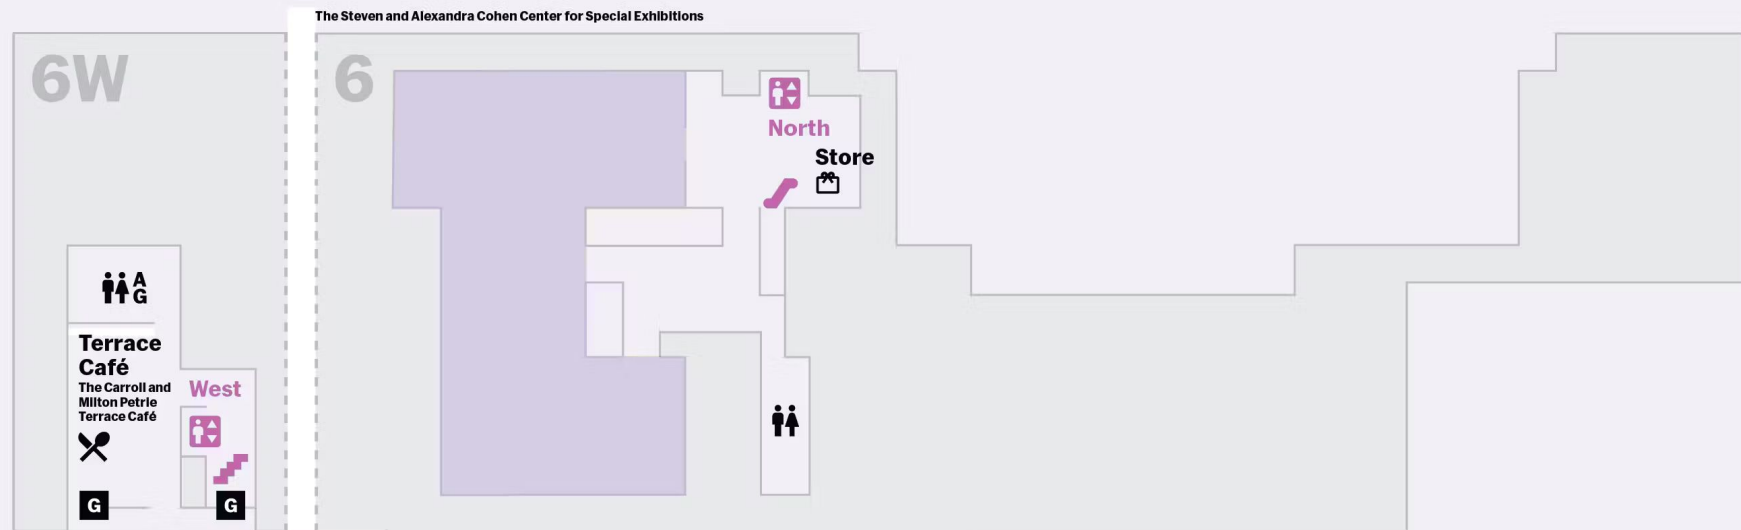 The Steven and Alexandra Cohen Center for Special Exhibitions
6W
6
North
Store
A
G
Terrace
Café
The Carroll and
Milton Petrie
Terrace Café
West
G
G